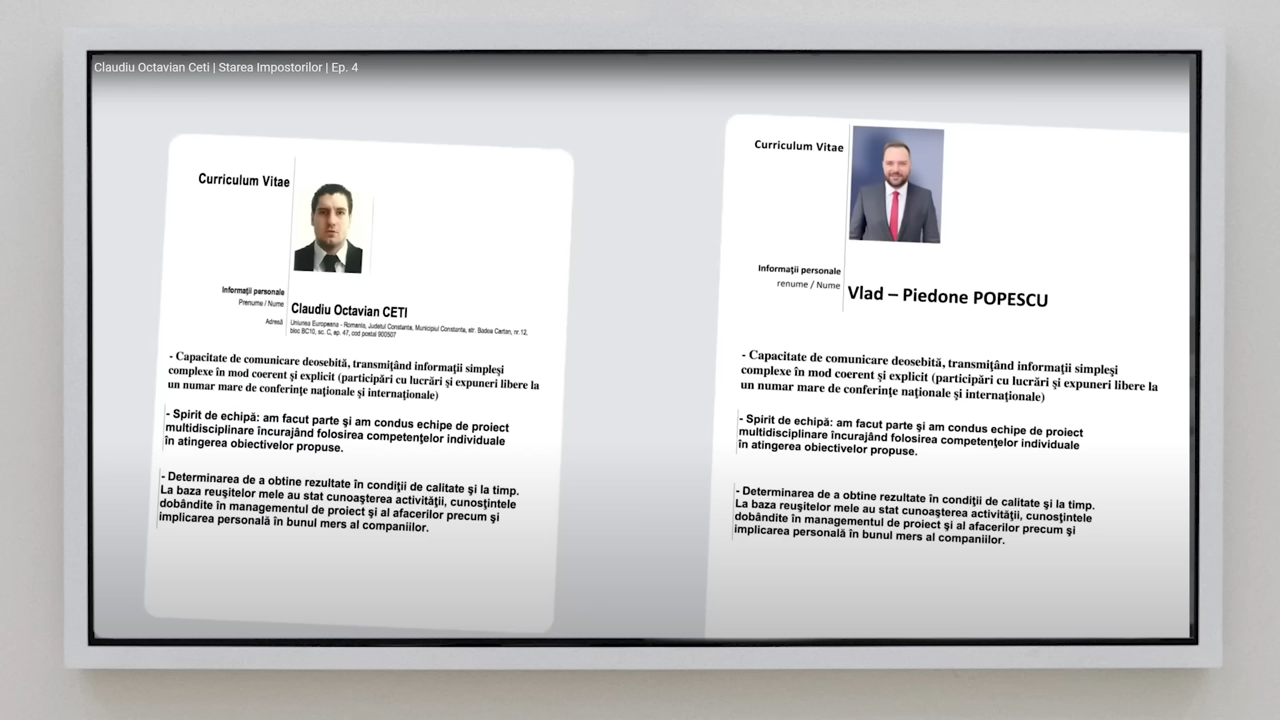 Claudiu Octavian Ceti | Starea Impostorilor | Ep. 4
Curriculum Vitae
Informaţii personale
Prenume / Nume
Claudiu Octavian CETI
Adresă
Uniunea Europeana - Romania, Judetul Constanta, Municipiul Constanta, str. Badea Cartan, nr.12,
bloc BC10, sc. C, ap. 47, cod postal 900507
- Capacitate de comunicare deosebită, transmiţând informaţii simpleşi
complexe în mod coerent şi explicit (participări cu lucrări şi expuneri libere la
un numar mare de conferinţe naţionale şi internaţionale)
- Spirit de echipă: am facut parte şi am condus echipe de proiect
multidisciplinare încurajând folosirea competenţelor individuale
în atingerea obiectivelor propuse.
- Determinarea de a obtine rezultate în condiţii de calitate şi la timp.
La baza reuşitelor mele au stat cunoaşterea activităţii, cunoştintele
dobândite în managementul de proiect şi al afacerilor precum şi
implicarea personală în bunul mers al companiilor.
Curriculum Vitae
Informaţii personale
renume / Nume
Vlad – Piedone POPESCU
- Capacitate de comunicare deosebită, transmiţând informaţii simpleşi
complexe în mod coerent şi explicit (participări cu lucrări şi expuneri libere la
un numar mare de conferinţe naţionale şi internaţionale)
- Spirit de echipă: am facut parte şi am condus echipe de proiect
multidisciplinare încurajând folosirea competenţelor individuale
în atingerea obiectivelor propuse.
- Determinarea de a obtine rezultate în condiţii de calitate şi la timp.
La baza reuşitelor mele au stat cunoaşterea activităţii, cunoştintele
dobândite în managementul de proiect şi al afacerilor precum şi
implicarea personală în bunul mers al companiilor.